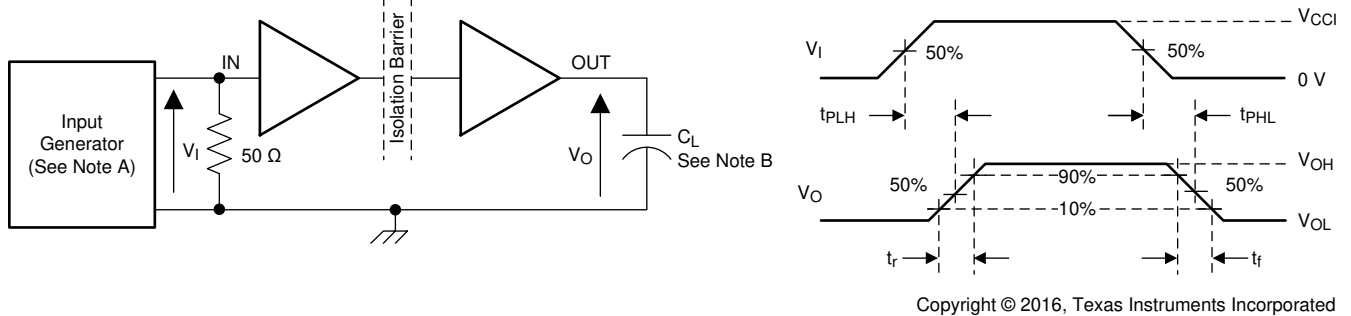 Input
Generator
(See Note A)
IN
V_I
50 Ω
Isolation Barrier
OUT
V_O
C_L
See Note B
V_I
50%
50%
V_CCI
0 V
t_PLH
t_PHL
V_O
50%
90%
10%
50%
V_OH
V_OL
t_r
t_f
Copyright © 2016, Texas Instruments Incorporated